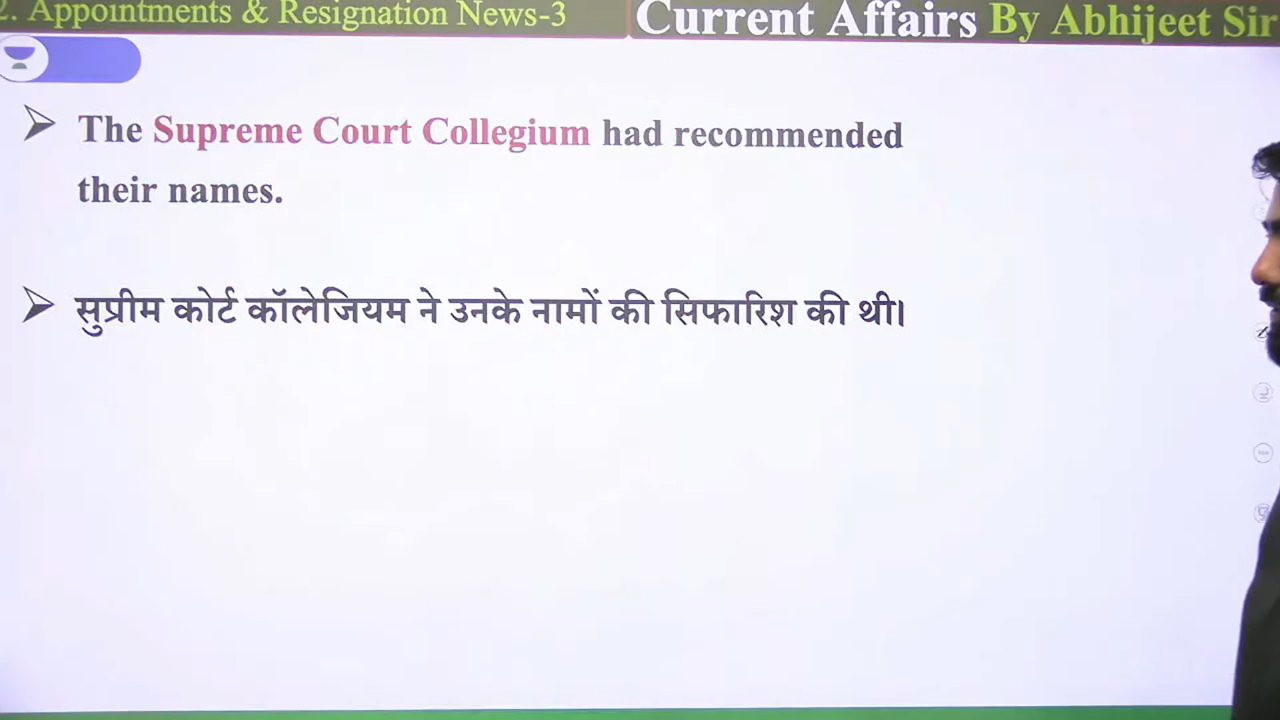 2. Appointments & Resignation News-3
Current Affairs By Abhijeet Sir
The Supreme Court Collegium had recommended
their names.
सुप्रीम कोर्ट कॉलेजियम ने उनके नामों की सिफारिश की थी।